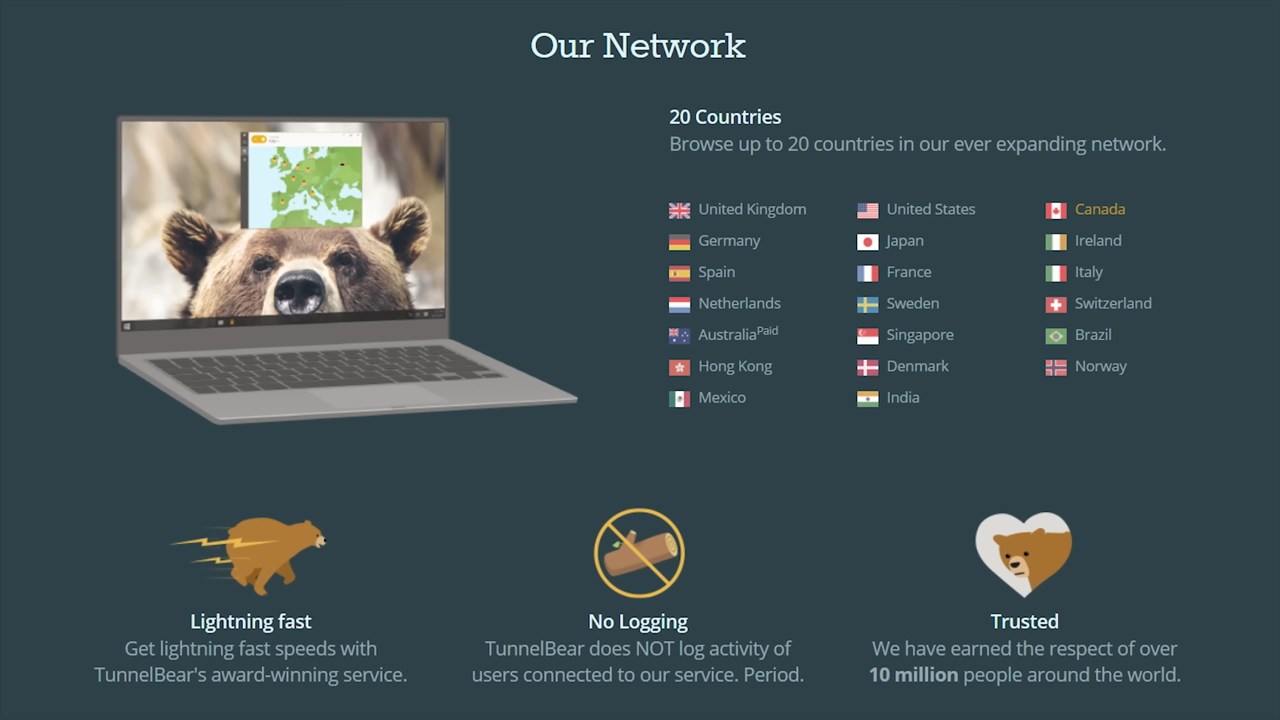 Our Network
20 Countries
Browse up to 20 countries in our ever expanding network.
United Kingdom
United States
Canada
Germany
Japan
Ireland
Spain
France
Italy
Netherlands
Sweden
Switzerland
AustraliaPaid
Singapore
Brazil
Hong Kong
Denmark
Norway
Mexico
India
Lightning fast
Get lightning fast speeds with
TunnelBear's award-winning service.
No Logging
TunnelBear does NOT log activity of
users connected to our service. Period.
Trusted
We have earned the respect of over
10 million people around the world.